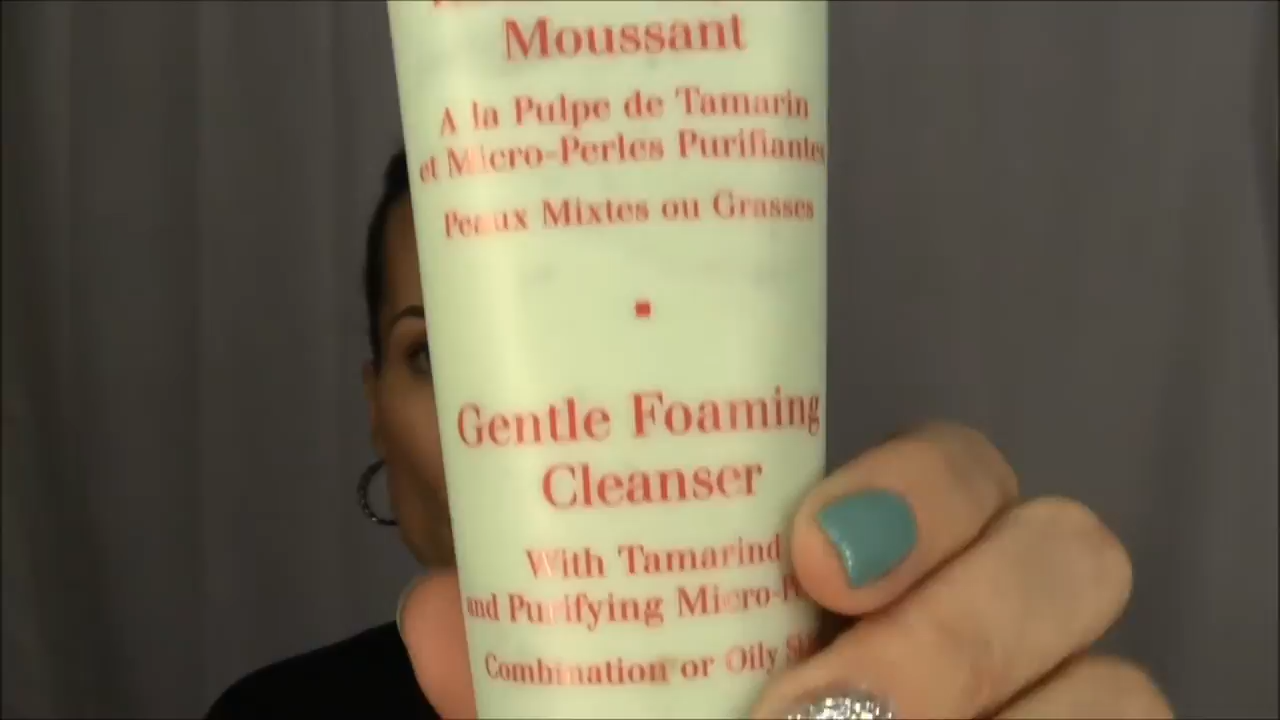 Moussant
A la Pulpe de Tamarin
et Micro-Perles Purifiantes
Peaux Mixtes ou Grasses
Gentle Foaming
Cleanser
With Tamarind
and Purifying Micro-
Combination or Oily